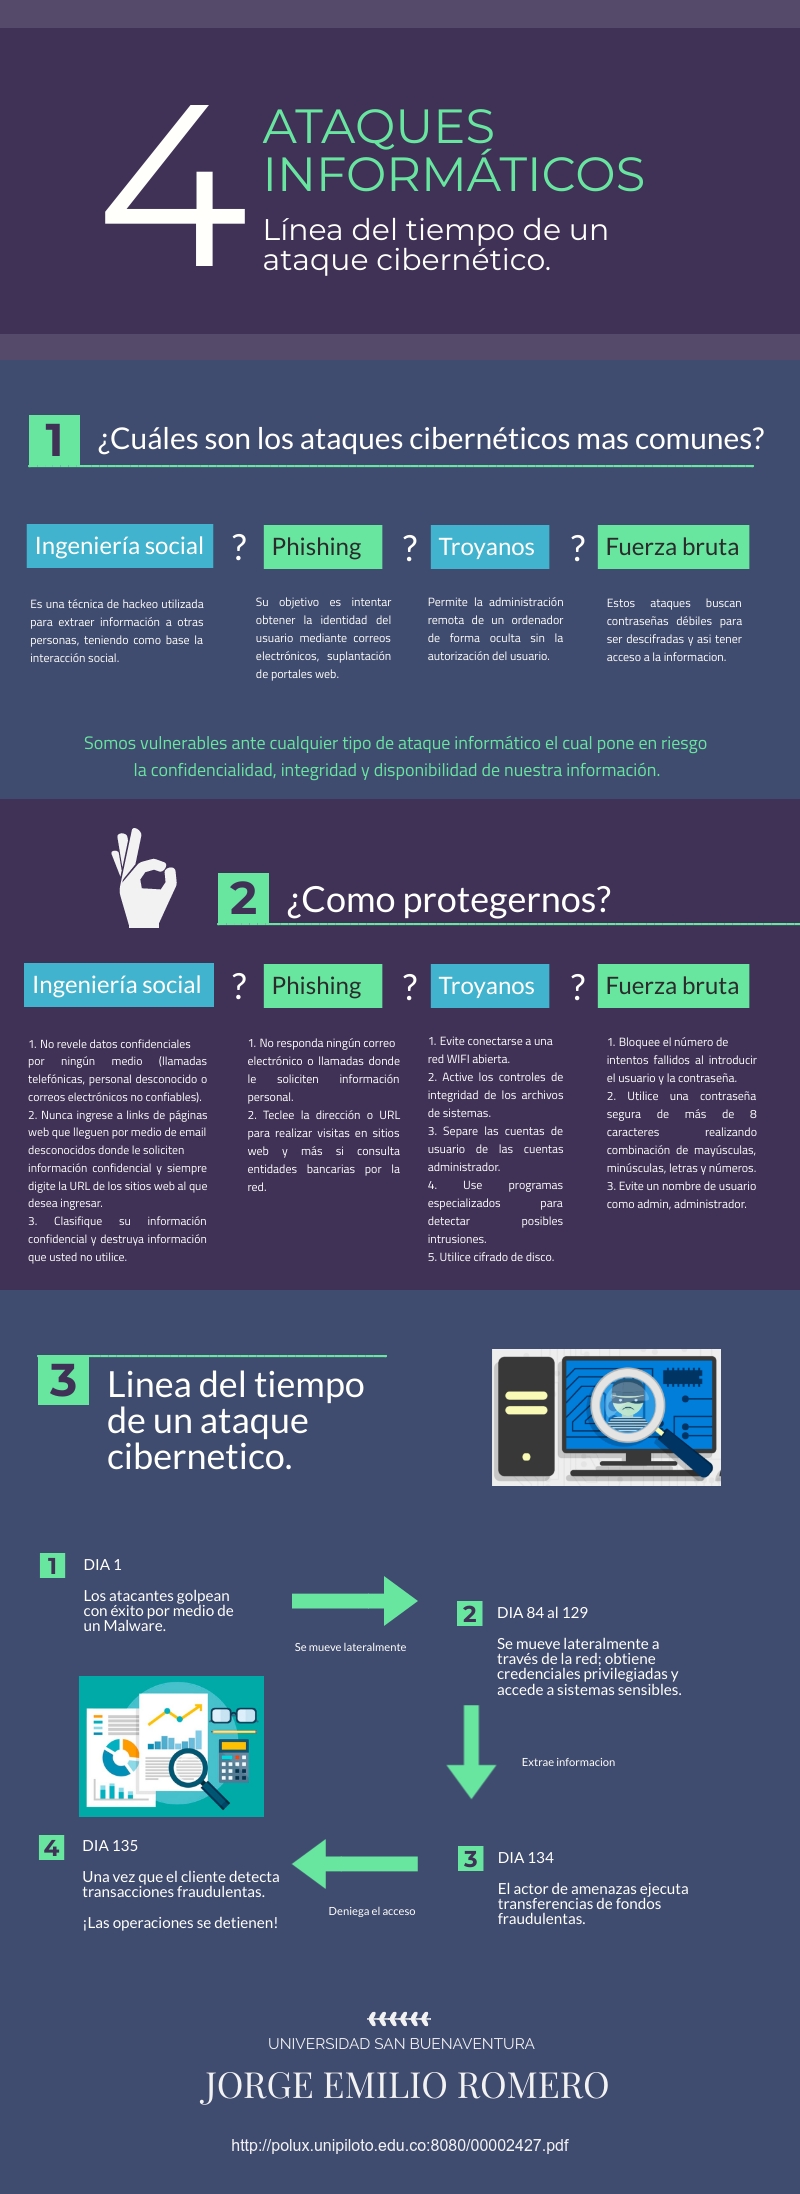 4
ATAQUES
INFORMÁTICOS
Línea del tiempo de un
ataque cibernético.
1
¿Cuáles son los ataques cibernéticos mas comunes?
Ingeniería social
?
Phishing
?
Troyanos
?
Fuerza bruta
Es una técnica de hackeo utilizada
para extraer información a otras
personas, teniendo como base la
interacción social.
Su objetivo es intentar
obtener la identidad del
usuario mediante correos
electrónicos, suplantación
de portales web.
Permite la administración
remota de un ordenador
de forma oculta sin la
autorización del usuario.
Estos ataques buscan
contraseñas débiles para
ser descifradas y asi tener
acceso a la informacion.
Somos vulnerables ante cualquier tipo de ataque informático el cual pone en riesgo
la confidencialidad, integridad y disponibilidad de nuestra información.
2
¿Como protegernos?
Ingeniería social
?
Phishing
?
Troyanos
?
Fuerza bruta
1. No revele datos confidenciales
por ningún medio (llamadas
telefónicas, personal desconocido o
correos electrónicos no confiables).
2. Nunca ingrese a links de páginas
web que lleguen por medio de email
desconocidos donde le soliciten
información confidencial y siempre
digite la URL de los sitios web al que
desea ingresar.
3. Clasifique su información
confidencial y destruya información
que usted no utilice.
1. No responda ningún correo
electrónico o llamadas donde
le soliciten información
personal.
2. Teclee la dirección o URL
para realizar visitas en sitios
web y más si consulta
entidades bancarias por la
red.
1. Evite conectarse a una
red WIFI abierta.
2. Active los controles de
integridad de los archivos
de sistemas.
3. Separe las cuentas de
usuario de las cuentas
administrador.
4. Use programas
especializados para
detectar posibles
intrusiones.
5. Utilice cifrado de disco.
1. Bloquee el número de
intentos fallidos al introducir
el usuario y la contraseña.
2. Utilice una contraseña
segura de más de 8
caracteres realizando
combinación de mayúsculas,
minúsculas, letras y números.
3. Evite un nombre de usuario
como admin, administrador.
3
Linea del tiempo
de un ataque
cibernetico.
1
DIA 1
Los atacantes golpean
con éxito por medio de
un Malware.
Se mueve lateralmente
2
DIA 84 al 129
Se mueve lateralmente a
través de la red; obtiene
credenciales privilegiadas y
accede a sistemas sensibles.
Extrae informacion
3
DIA 134
El actor de amenazas ejecuta
transferencias de fondos
fraudulentas.
Deniega el acceso
4
DIA 135
Una vez que el cliente detecta
transacciones fraudulentas.
¡Las operaciones se detienen!
UNIVERSIDAD SAN BUENAVENTURA
JORGE EMILIO ROMERO
http://polux.unipiloto.edu.co:8080/00002427.pdf